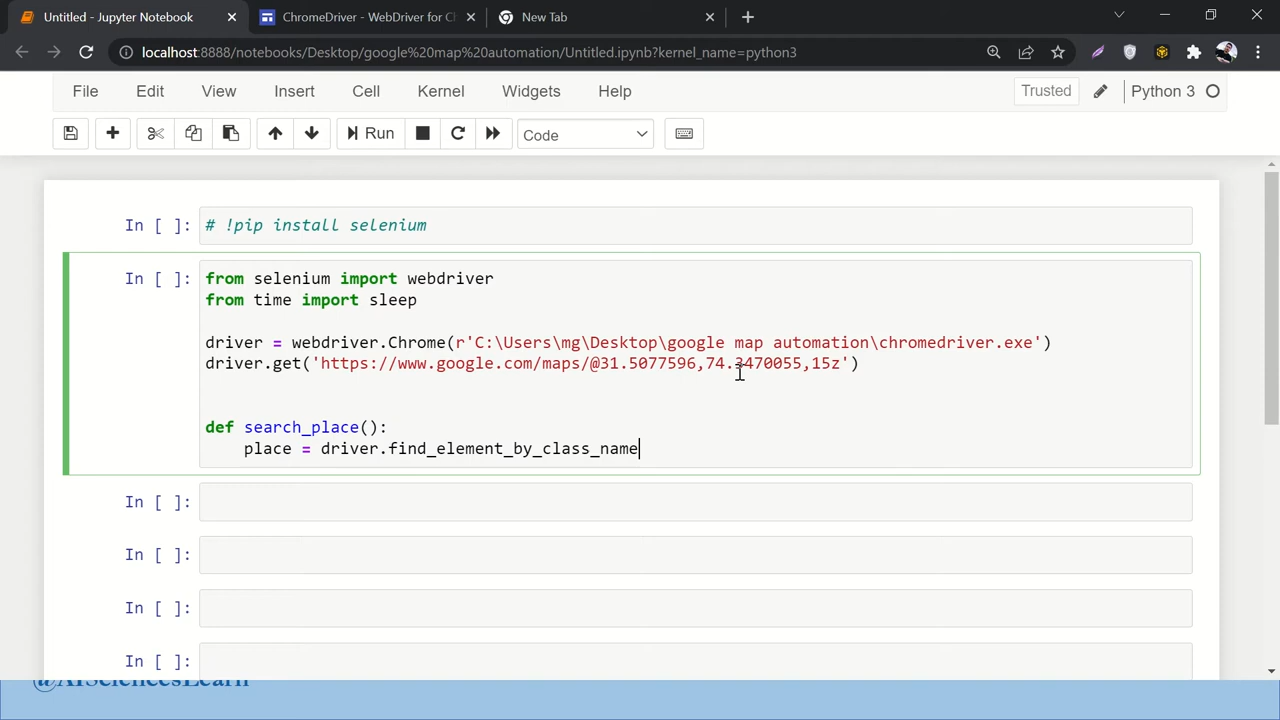 Untitled - Jupyter Notebook
ChromeDriver - WebDriver for Ch
New Tab
localhost:8888/notebooks/Desktop/google%20map%20automation/Untitled.ipynb?kernel_name=python3
File Edit View Insert Cell Kernel Widgets Help Trusted Python 3
Run Code
In [ ]: # !pip install selenium
In [ ]: from selenium import webdriver
from time import sleep
driver = webdriver.Chrome(r'C:\Users\mg\Desktop\google map automation\chromedriver.exe')
driver.get('https://www.google.com/maps/@31.5077596,74.3470055,15z')
def search_place():
place = driver.find_element_by_class_name
In [ ]:
In [ ]:
In [ ]:
In [ ]:
@AISciencesLearn